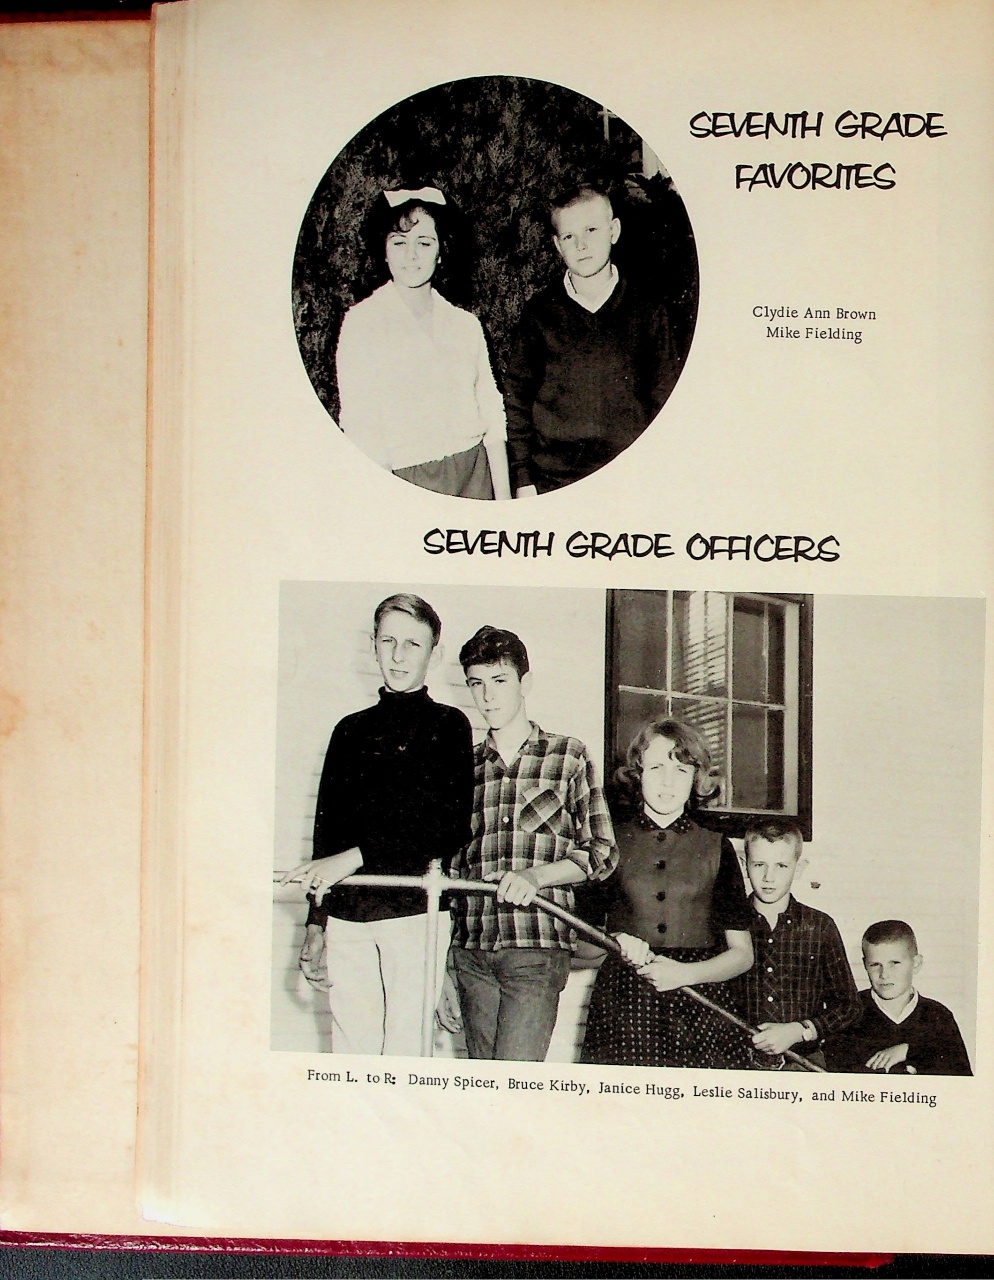 SEVENTH GRADE
FAVORITES
Clydie Ann Brown
Mike Fielding
SEVENTH GRADE OFFICERS
From L. to R: Danny Spicer, Bruce Kirby, Janice Hugg, Leslie Salisbury, and Mike Fielding